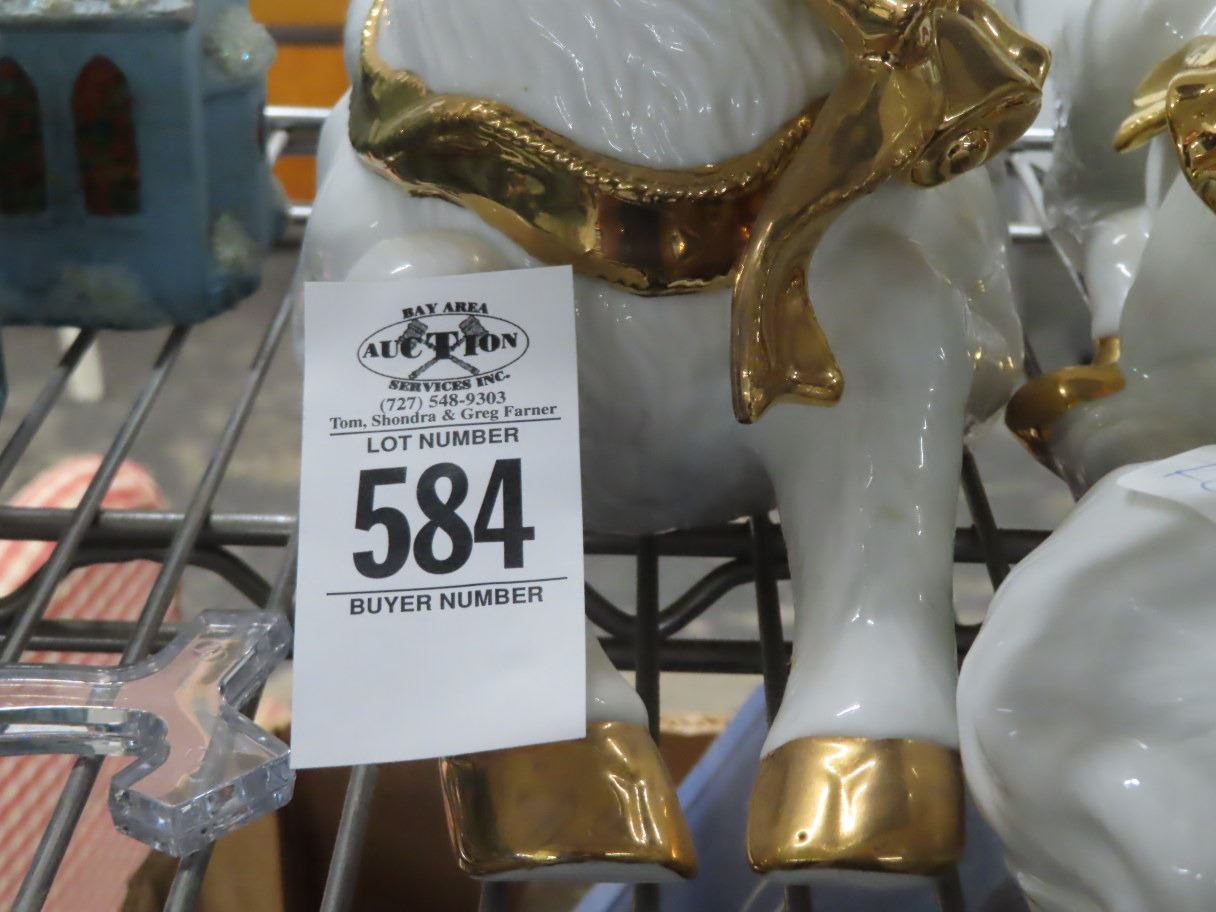 BAY AREA
AUCTION
SERVICES INC.
(727) 548-9303
Tom, Shondra & Greg Farner
LOT NUMBER
584
BUYER NUMBER